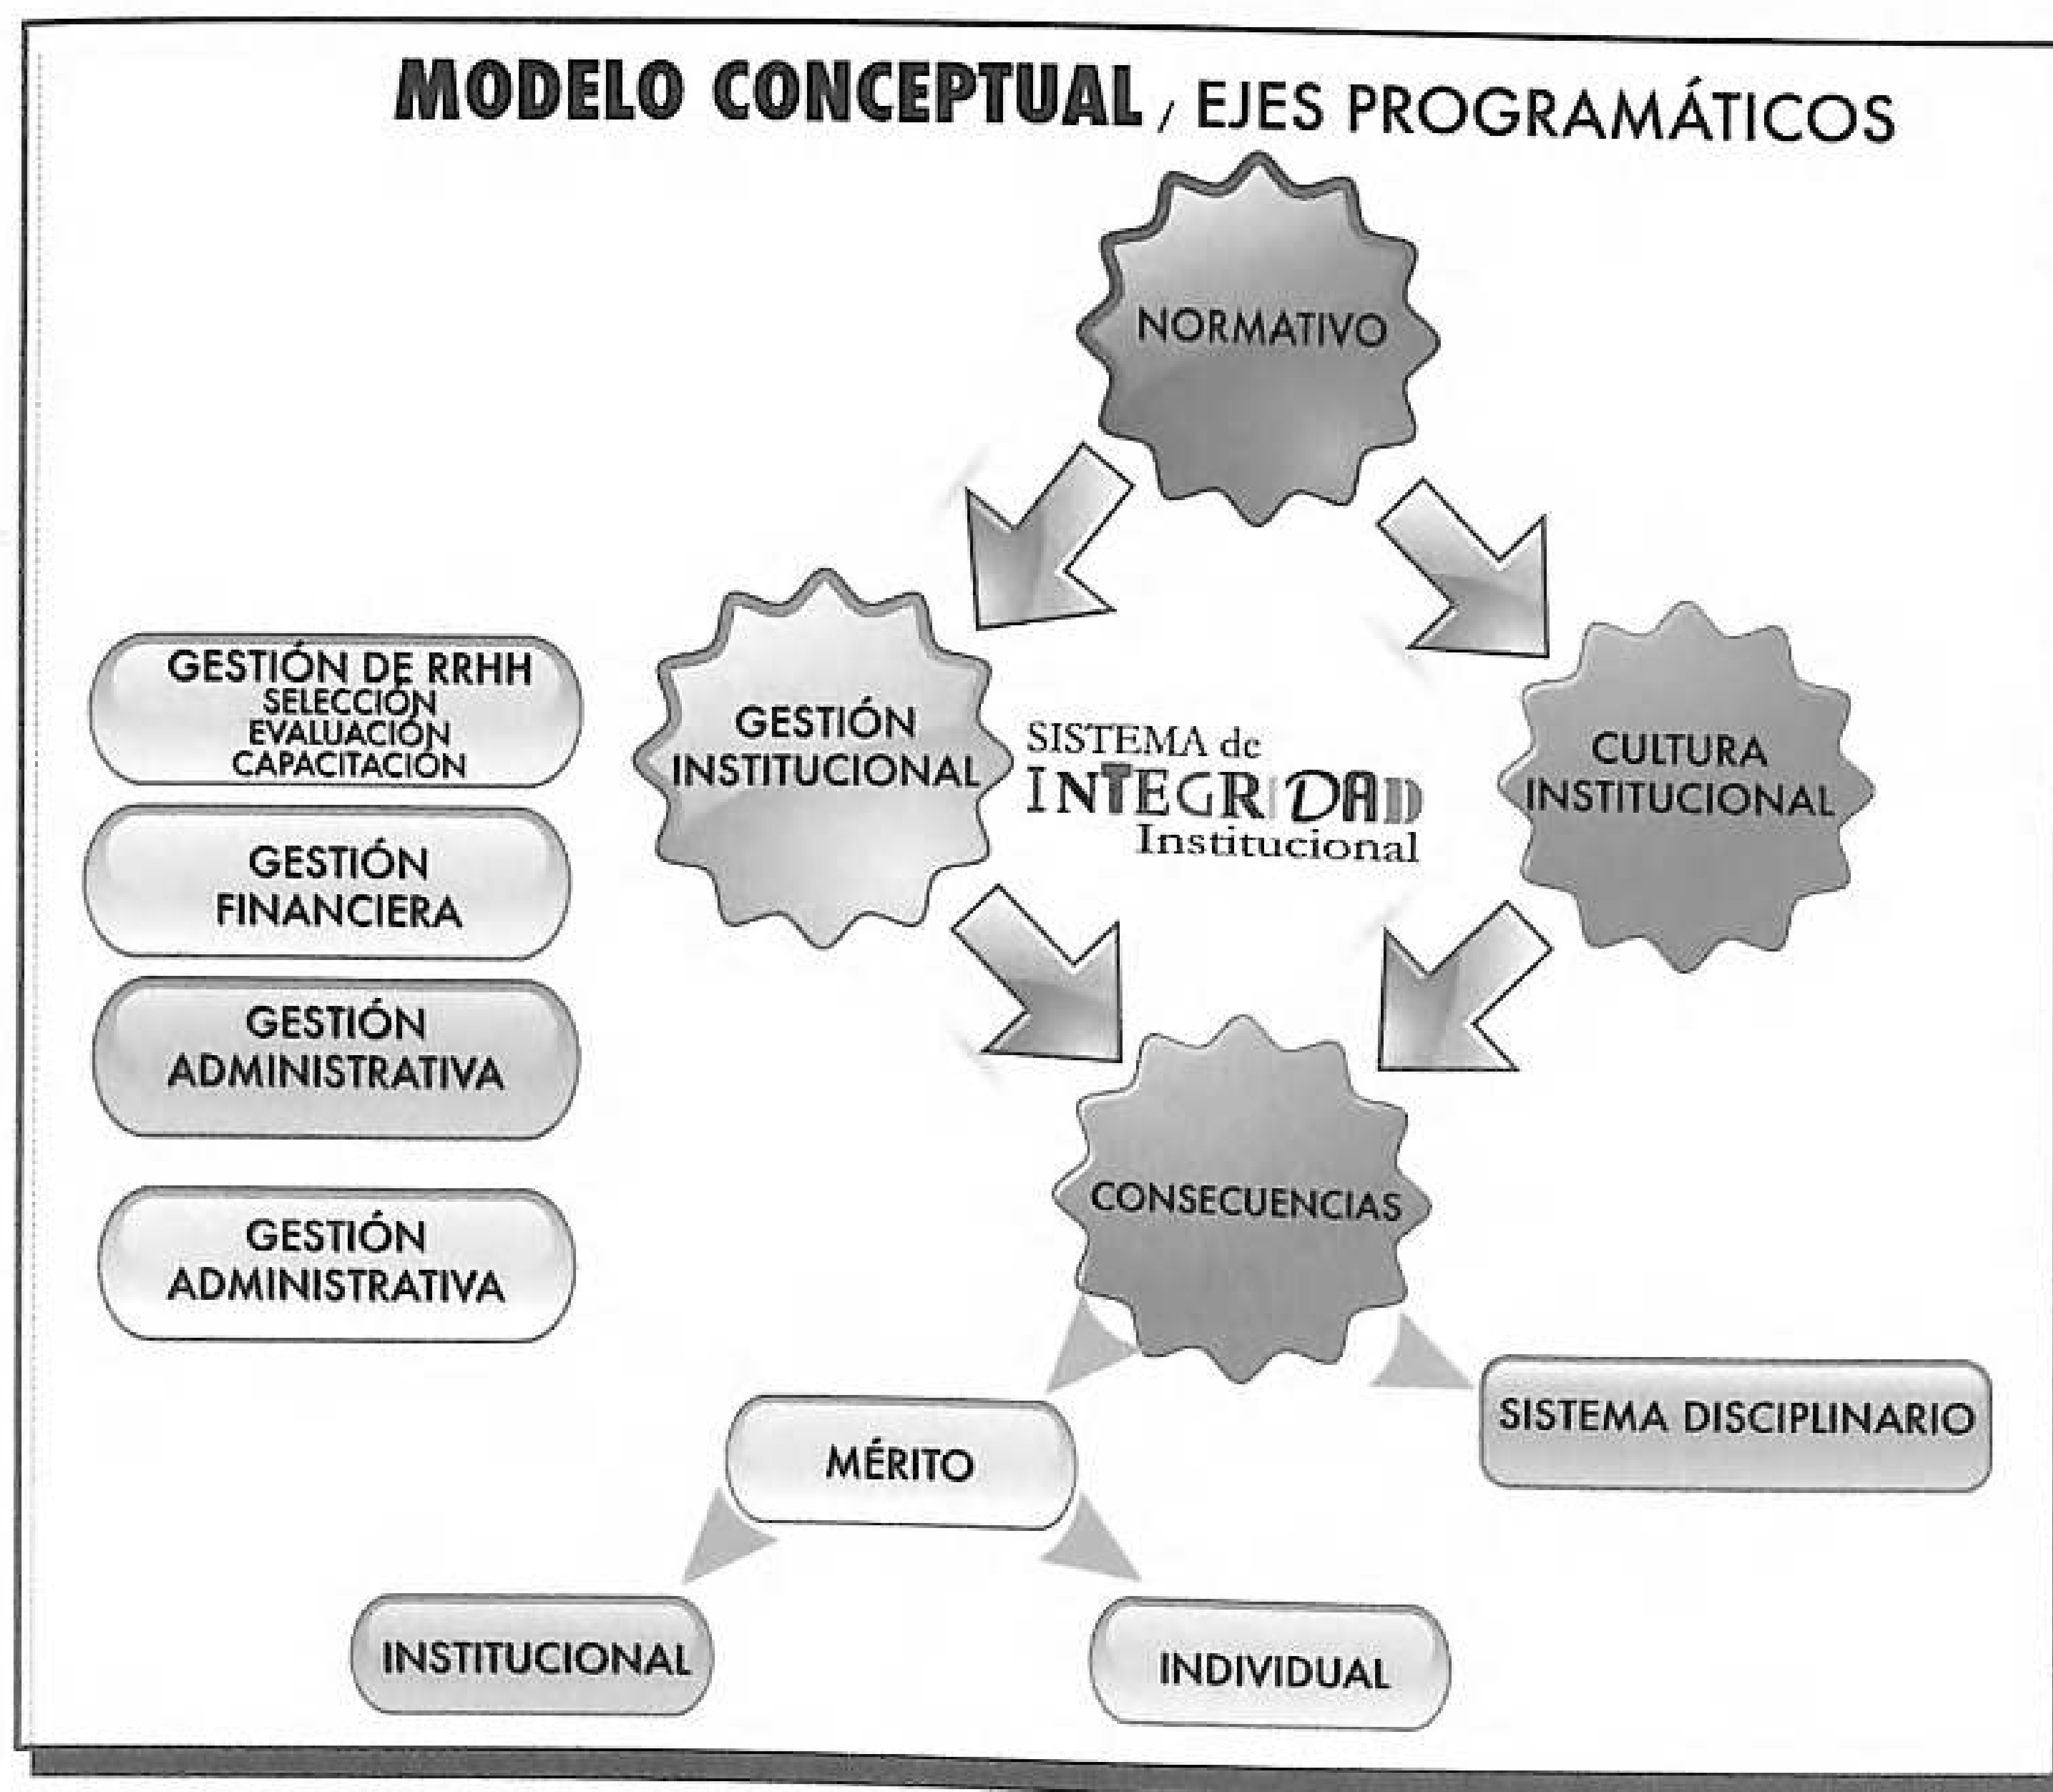 MODELO CONCEPTUAL / EJES PROGRAMÁTICOS
NORMATIVO
GESTIÓN DE RRHH
SELECCIÓN
EVALUACIÓN
CAPACITACIÓN
GESTIÓN
FINANCIERA
GESTIÓN
ADMINISTRATIVA
GESTIÓN
ADMINISTRATIVA
GESTIÓN
INSTITUCIONAL
SISTEMA de
INTEGRIDAD
Institucional
CULTURA
INSTITUCIONAL
CONSECUENCIAS
SISTEMA DISCIPLINARIO
MÉRITO
INSTITUCIONAL
INDIVIDUAL